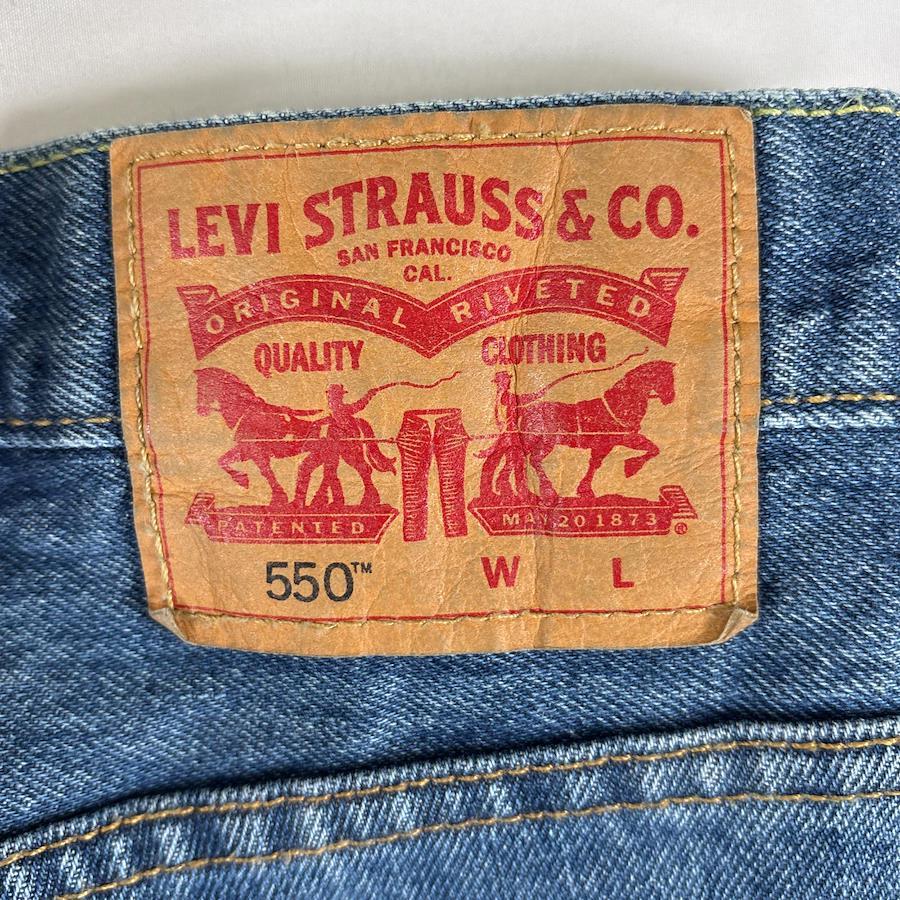 LEVI STRAUSS & CO.
SAN FRANCISCO
CAL.
ORIGINAL RIVETED
QUALITY CLOTHING
PATENTED MAY 20 1873 ®
550™ W L